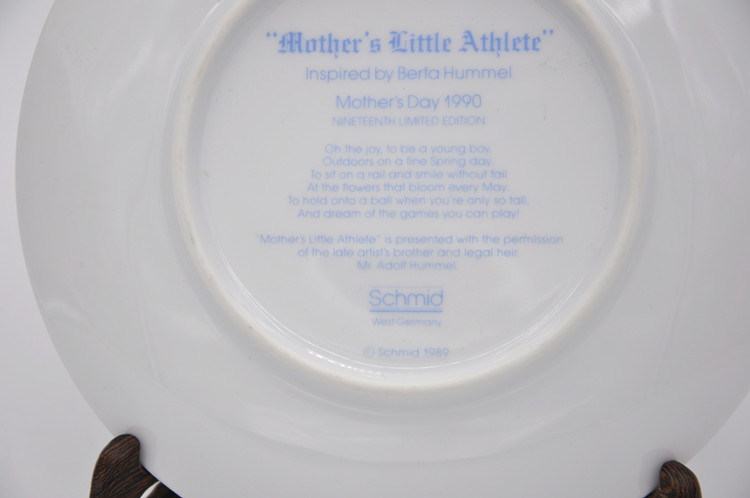 "Mother's Little Athlete"
Inspired by Berta Hummel
Mother's Day 1990
NINETEENTH LIMITED EDITION
Oh the joy, to be a young boy,
Outdoors on a fine Spring day,
To sit on a rail and smile without fail
At the flowers that bloom every May.
To hold onto a ball when you're only so tall,
And dream of the games you can play!
"Mother's Little Athlete" is presented with the permission
of the late artist's brother and legal heir,
Mr. Adolf Hummel.
Schmid
West Germany
© Schmid 1989